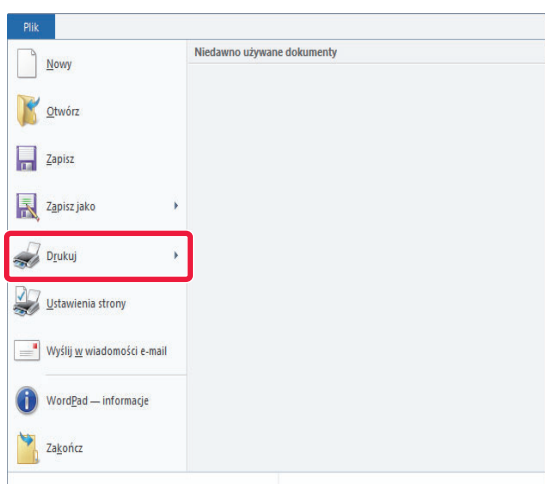 Plik
Niedawno używane dokumenty
Nowy
Otwórz
Zapisz
Zapisz jako
Drukuj
Ustawienia strony
Wyślij w wiadomości e-mail
WordPad — informacje
Zakończ